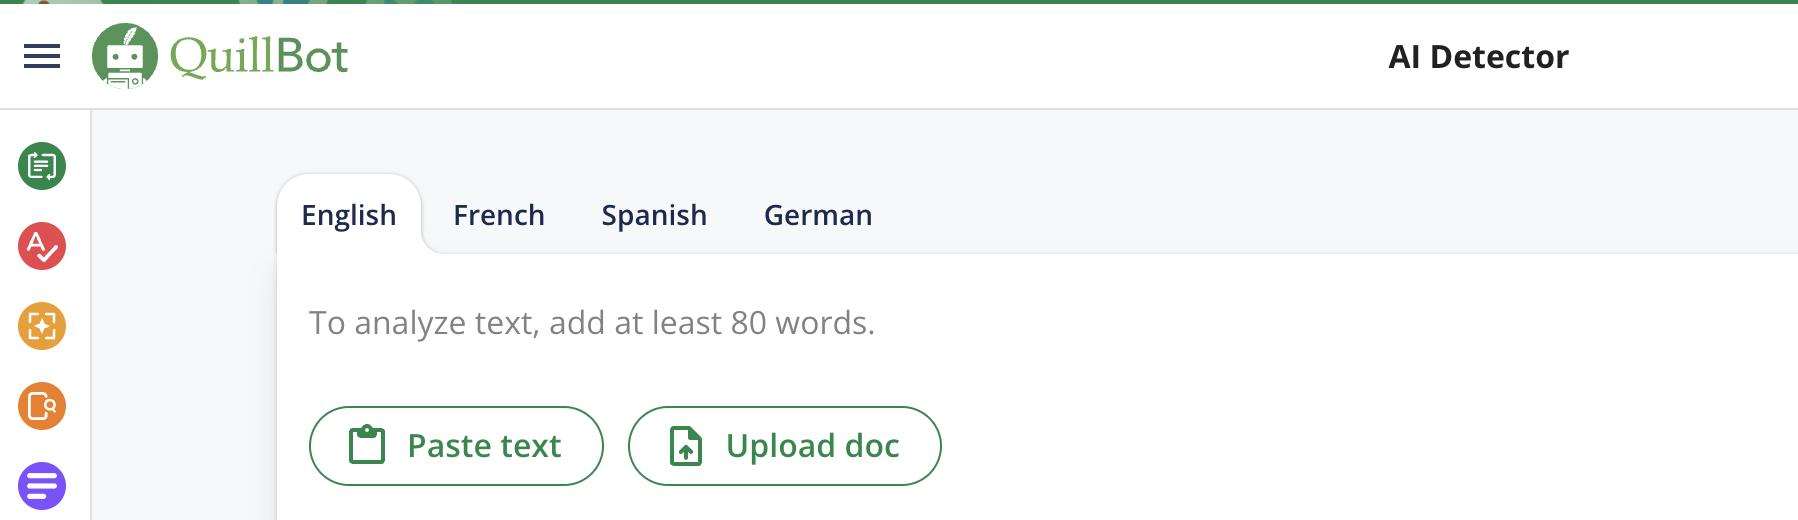 QuillBot
AI Detector
English French Spanish German
To analyze text, add at least 80 words.
Paste text Upload doc